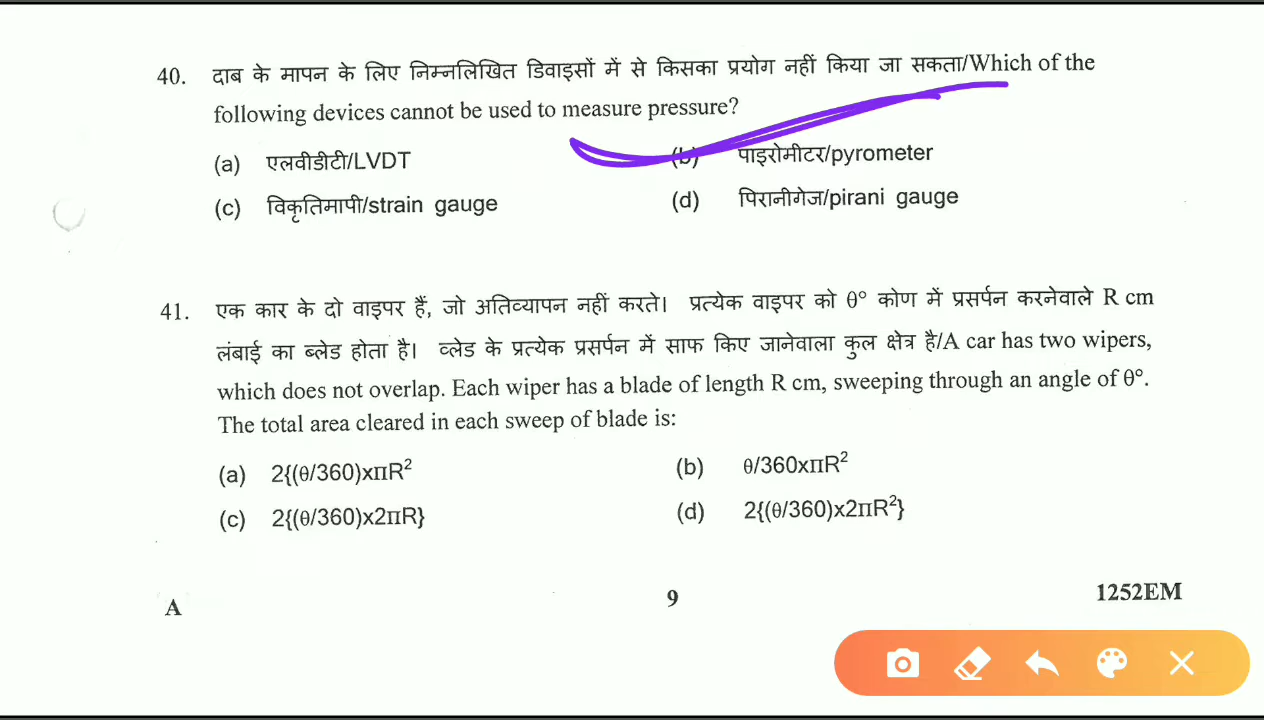 40. दाब के मापन के लिए निम्नलिखित डिवाइसों में से किसका प्रयोग नहीं किया जा सकता/Which of the
following devices cannot be used to measure pressure?
(a) एलवीडीटी/LVDT (b) पाइरोमीटर/pyrometer
(c) विकृतिमापी/strain gauge (d) पिरानीगेज/pirani gauge
41. एक कार के दो वाइपर हैं, जो अतिव्यापन नहीं करते। प्रत्येक वाइपर को θ° कोण में प्रसर्पन करनेवाले R cm
लंबाई का ब्लेड होता है। ब्लेड के प्रत्येक प्रसर्पन में साफ किए जानेवाला कुल क्षेत्र है/A car has two wipers,
which does not overlap. Each wiper has a blade of length R cm, sweeping through an angle of θ°.
The total area cleared in each sweep of blade is:
(a) 2{(θ/360)xπR² (b) θ/360xπR²
(c) 2{(θ/360)x2πR} (d) 2{(θ/360)x2πR²}
A 9 1252EM